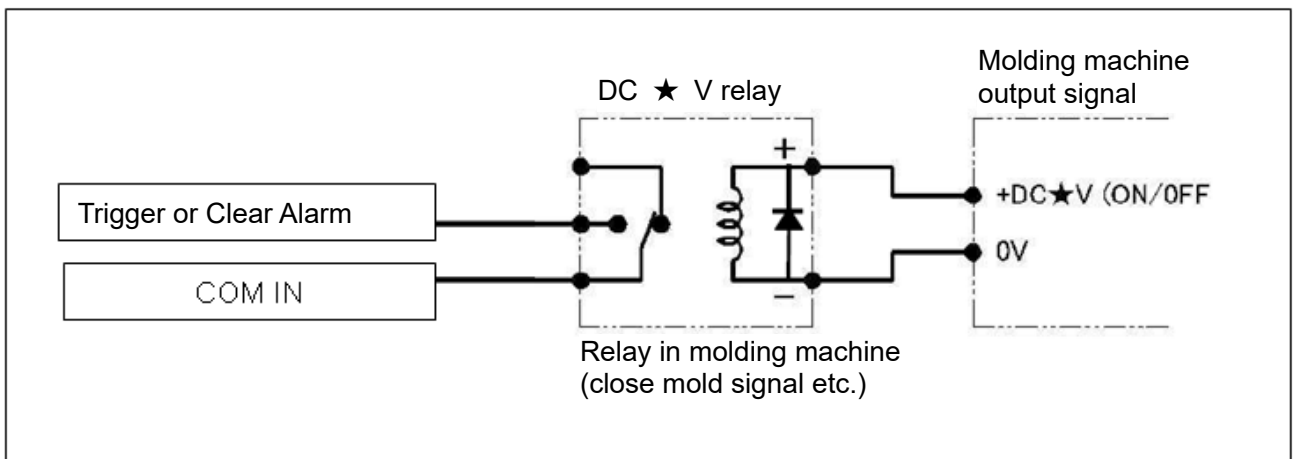 Molding machine
output signal
DC ★ V relay
+
+DC★V (ON/OFF
Trigger or Clear Alarm
0V
COM IN
−
Relay in molding machine
(close mold signal etc.)